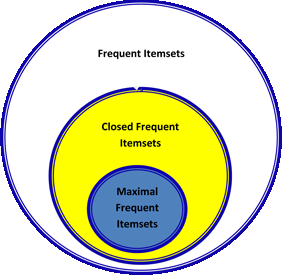 Frequent Itemsets
Closed Frequent
Itemsets
Maximal
Frequent
Itemsets